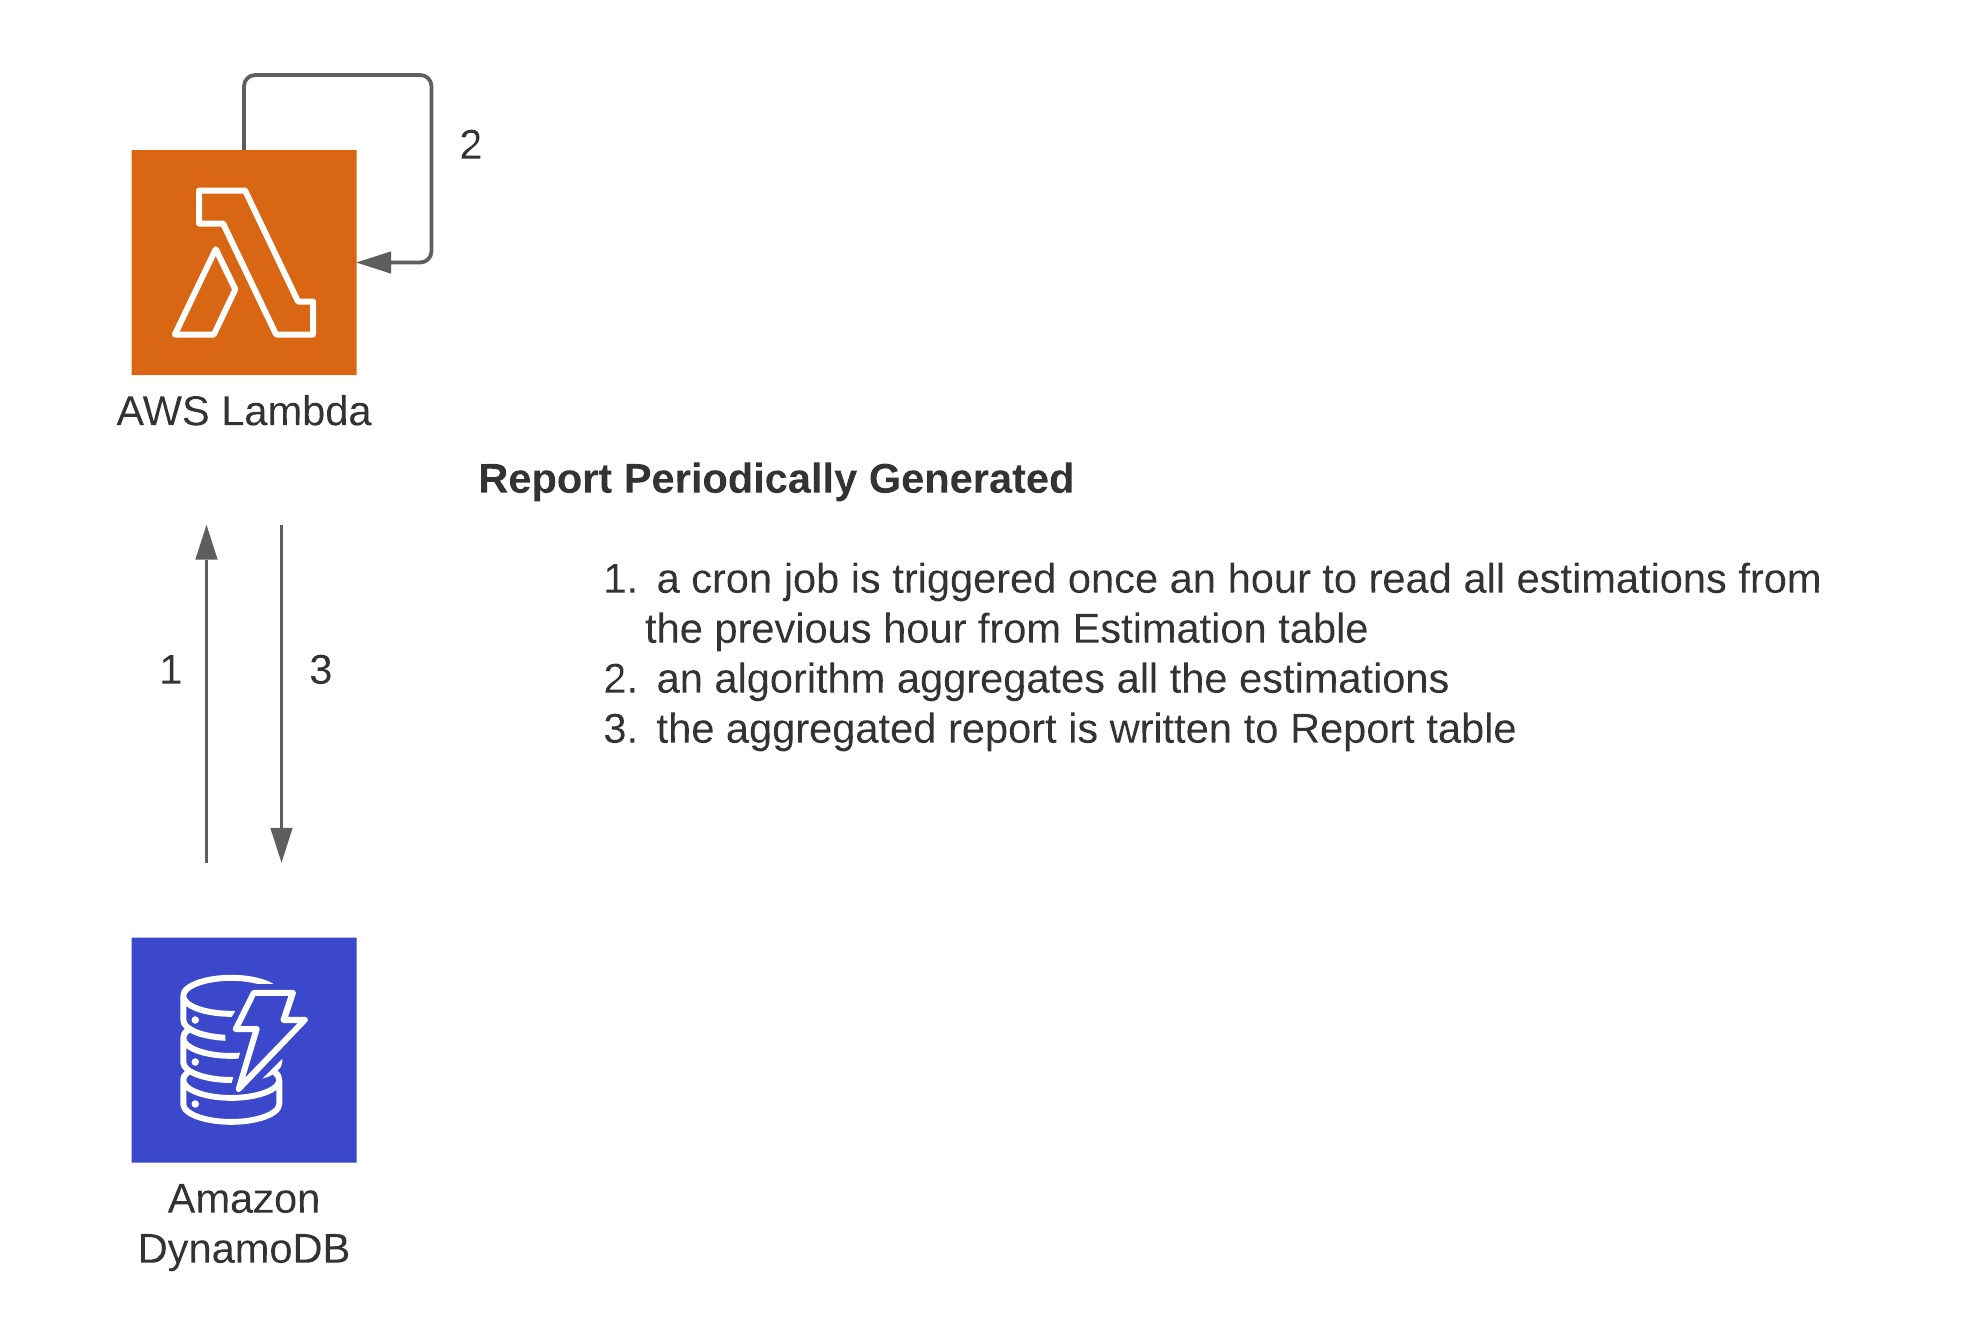 2
AWS Lambda
Report Periodically Generated
1. a cron job is triggered once an hour to read all estimations from
the previous hour from Estimation table
2. an algorithm aggregates all the estimations
3. the aggregated report is written to Report table
1
3
Amazon
DynamoDB